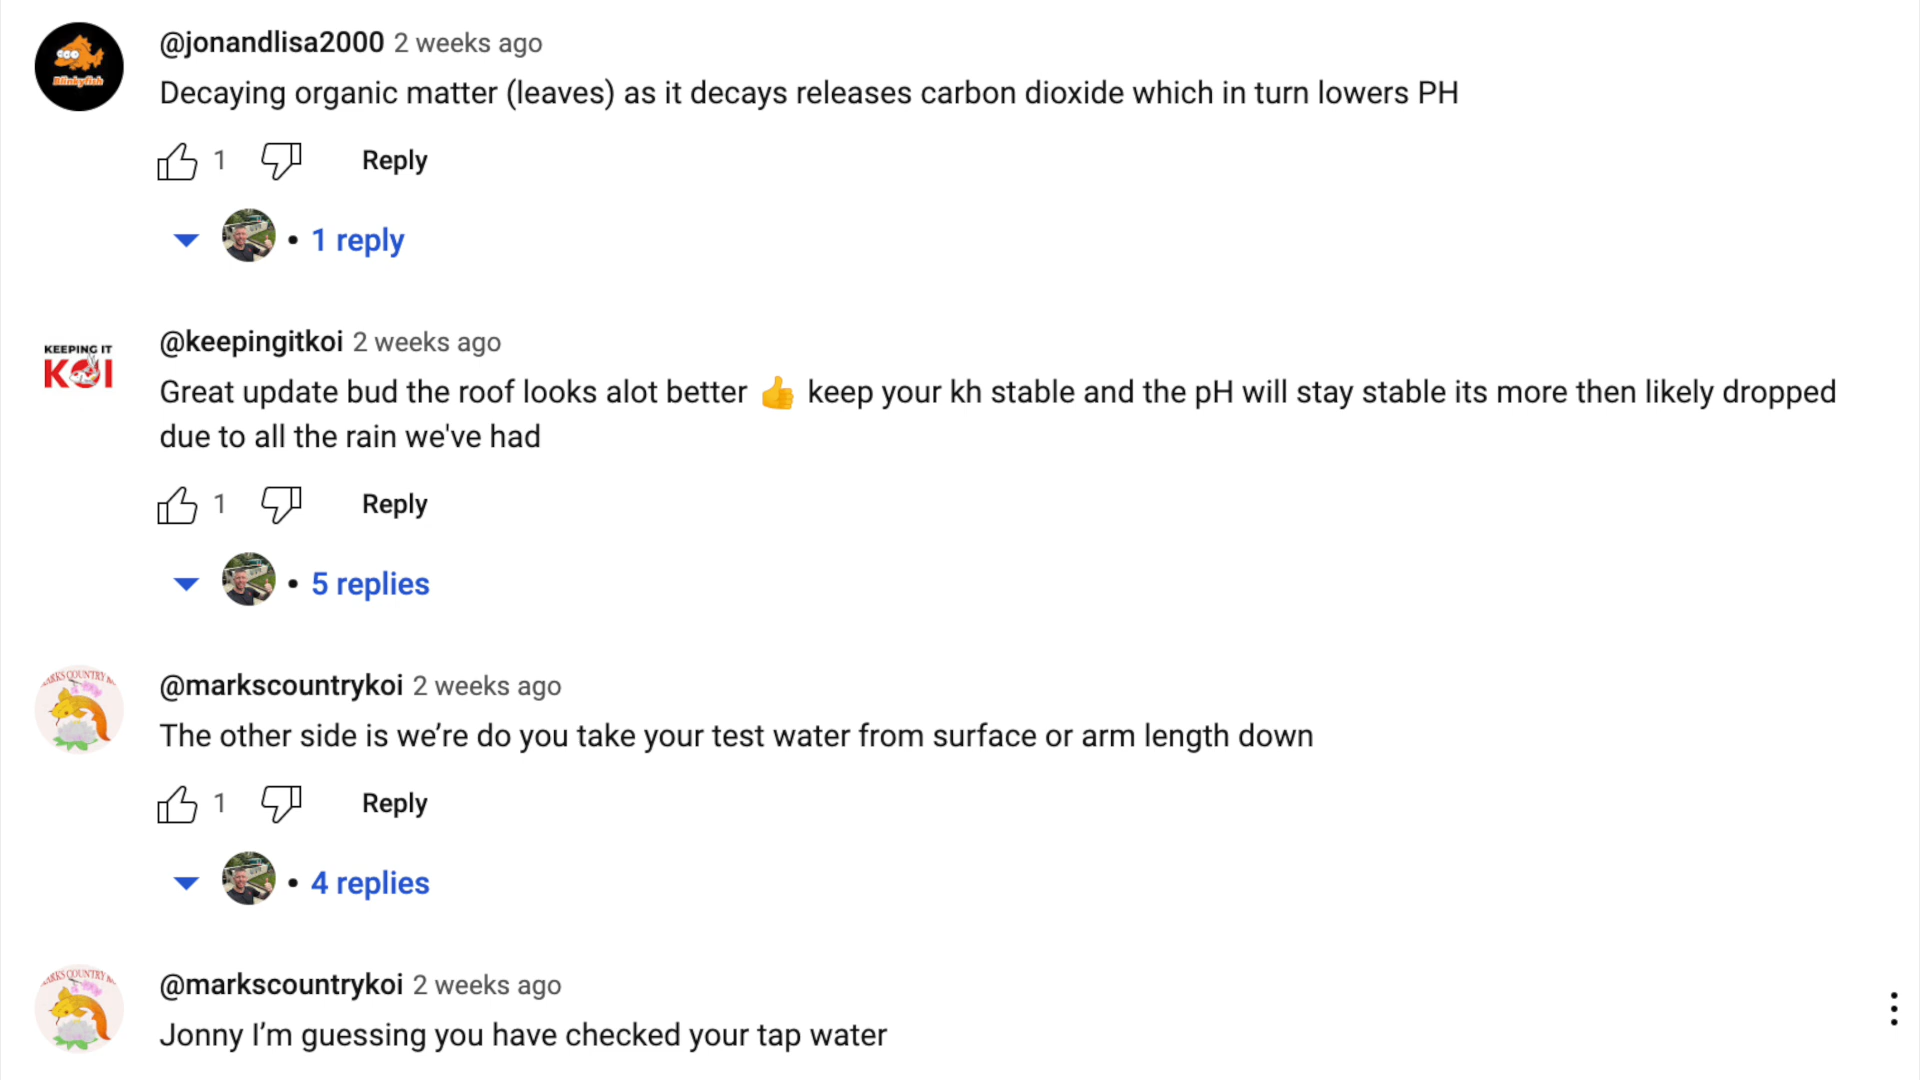 @jonandlisa2000 2 weeks ago
Decaying organic matter (leaves) as it decays releases carbon dioxide which in turn lowers PH
1 Reply
1 reply
Blinkyfish
@keepingitkoi 2 weeks ago
KEEPING IT
KOI
Great update bud the roof looks alot better 👍 keep your kh stable and the pH will stay stable its more then likely dropped
due to all the rain we've had
1 Reply
5 replies
@markscountrykoi 2 weeks ago
The other side is we’re do you take your test water from surface or arm length down
1 Reply
4 replies
@markscountrykoi 2 weeks ago
Jonny I’m guessing you have checked your tap water